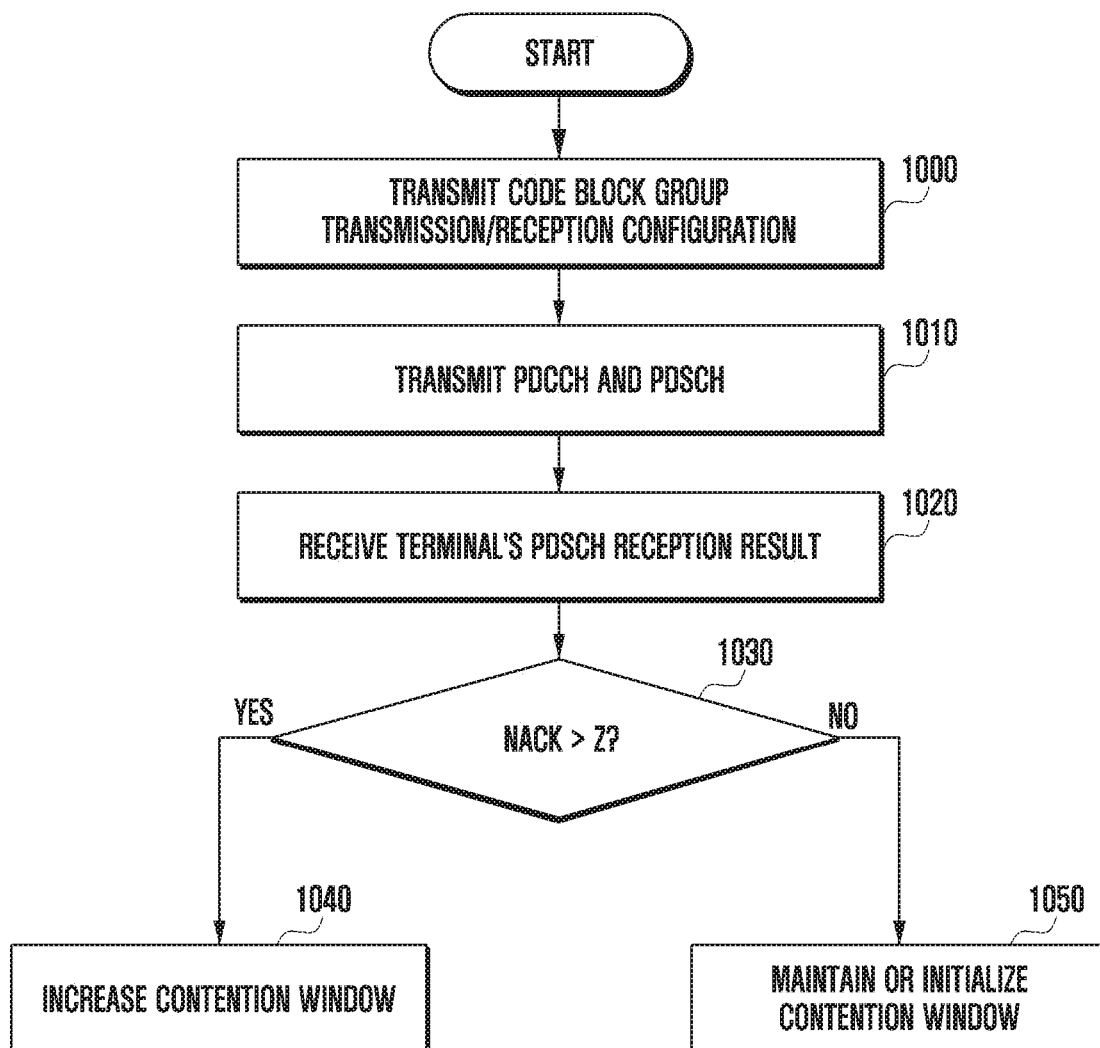 START
1000
TRANSMIT CODE BLOCK GROUP
TRANSMISSION/RECEPTION CONFIGURATION
1010
TRANSMIT PDCCH AND PDSCH
1020
RECEIVE TERMINAL'S PDSCH RECEPTION RESULT
1030
YES
NACK > Z?
NO
1040
INCREASE CONTENTION WINDOW
1050
MAINTAIN OR INITIALIZE
CONTENTION WINDOW